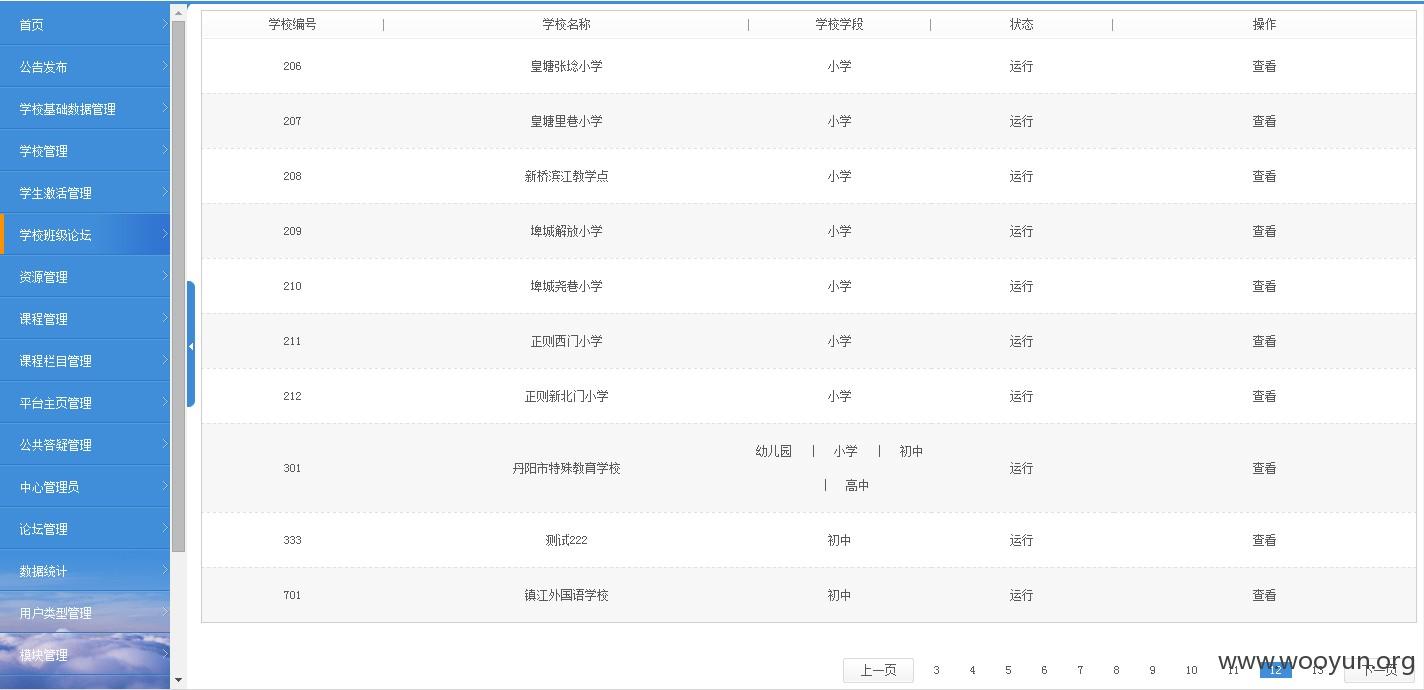 首页
公告发布
学校基础数据管理
学校管理
学生激活管理
学校班级论坛
资源管理
课程管理
课程栏目管理
平台主页管理
公共答疑管理
中心管理员
论坛管理
数据统计
用户类型管理
模块管理
学校编号 | 学校名称 | 学校学段 | 状态 | 操作
206 皇塘张埝小学 小学 运行 查看
207 皇塘里巷小学 小学 运行 查看
208 新桥滨江教学点 小学 运行 查看
209 埤城解放小学 小学 运行 查看
210 埤城尧巷小学 小学 运行 查看
211 正则西门小学 小学 运行 查看
212 正则新北门小学 小学 运行 查看
幼儿园 | 小学 | 初中
301 丹阳市特殊教育学校 运行 查看
| 高中
333 测试222 初中 运行 查看
701 镇江外国语学校 初中 运行 查看
上一页 3 4 5 6 7 8 9 10 11 12 13 下一页
www.wooyun.org